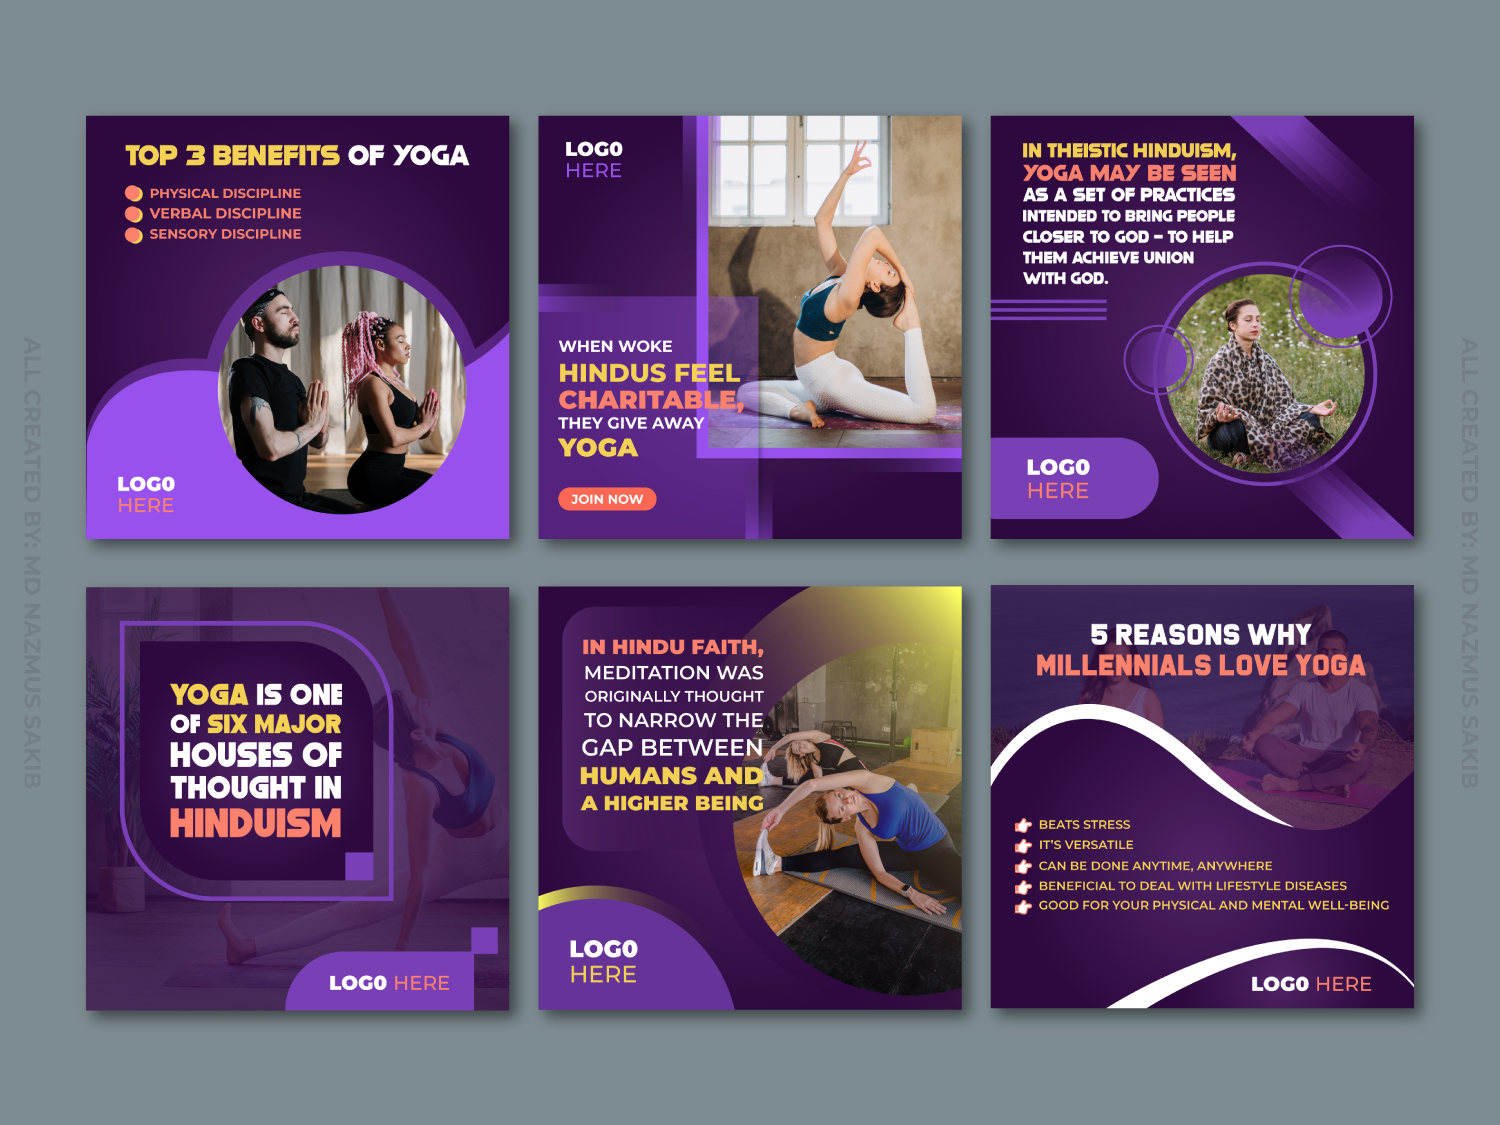 TOP 3 BENEFITS OF YOGA
PHYSICAL DISCIPLINE
VERBAL DISCIPLINE
SENSORY DISCIPLINE
LOGO
HERE
LOGO
HERE
WHEN WOKE
HINDUS FEEL
CHARITABLE,
THEY GIVE AWAY
YOGA
JOIN NOW
IN THEISTIC HINDUISM,
YOGA MAY BE SEEN
AS A SET OF PRACTICES
INTENDED TO BRING PEOPLE
CLOSER TO GOD – TO HELP
THEM ACHIEVE UNION
WITH GOD.
LOGO
HERE
YOGA IS ONE
OF SIX MAJOR
HOUSES OF
THOUGHT IN
HINDUISM
LOGO HERE
IN HINDU FAITH,
MEDITATION WAS
ORIGINALLY THOUGHT
TO NARROW THE
GAP BETWEEN
HUMANS AND
A HIGHER BEING
LOGO
HERE
5 REASONS WHY
MILLENNIALS LOVE YOGA
BEATS STRESS
IT'S VERSATILE
CAN BE DONE ANYTIME, ANYWHERE
BENEFICIAL TO DEAL WITH LIFESTYLE DISEASES
GOOD FOR YOUR PHYSICAL AND MENTAL WELL-BEING
LOGO HERE
ALL CREATED BY: MD NAZMUS SAKIB
ALL CREATED BY: MD NAZMUS SAKIB